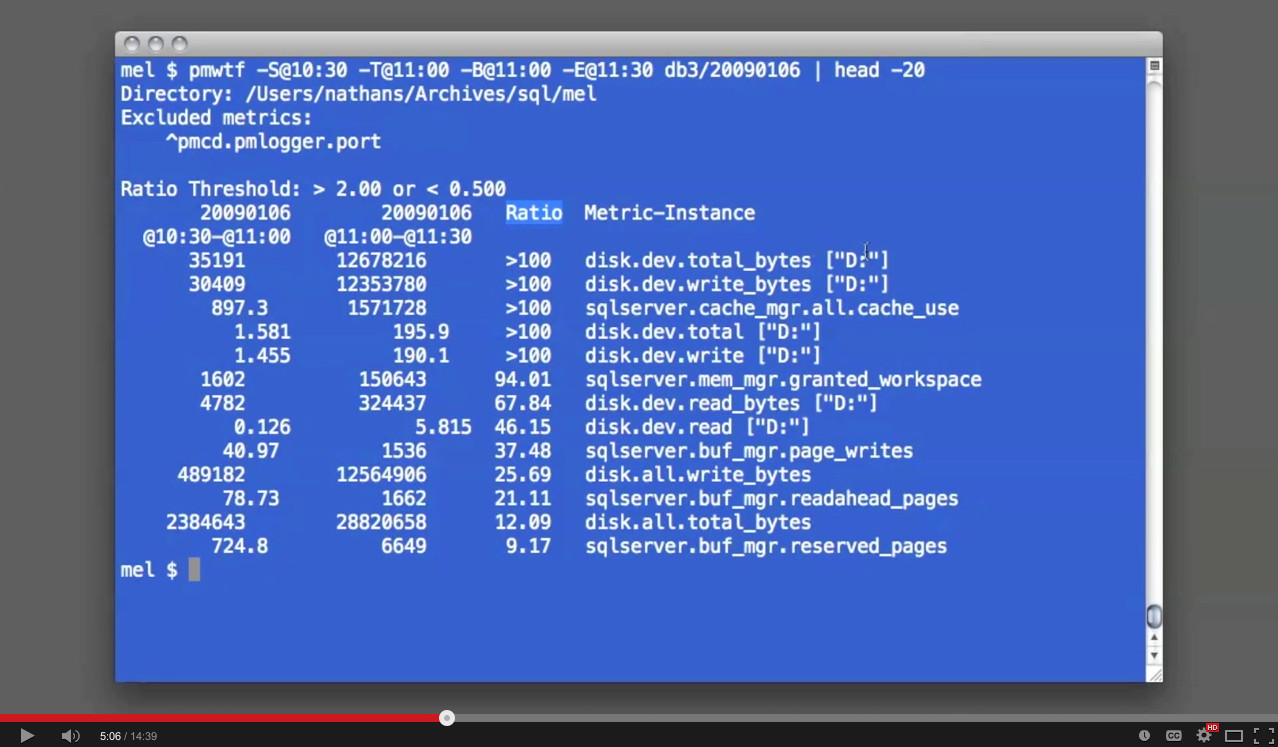 mel $ pmwtf -S@10:30 -T@11:00 -B@11:00 -E@11:30 db3/20090106 | head -20
Directory: /Users/nathans/Archives/sql/mel
Excluded metrics:
    ^pmcd.pmlogger.port
Ratio Threshold: > 2.00 or < 0.500
20090106 20090106 Ratio Metric-Instance
@10:30-@11:00 @11:00-@11:30
35191 12678216 >100 disk.dev.total_bytes ["D:"]
30409 12353780 >100 disk.dev.write_bytes ["D:"]
897.3 1571728 >100 sqlserver.cache_mgr.all.cache_use
1.581 195.9 >100 disk.dev.total ["D:"]
1.455 190.1 >100 disk.dev.write ["D:"]
1602 150643 94.01 sqlserver.mem_mgr.granted_workspace
4782 324437 67.84 disk.dev.read_bytes ["D:"]
0.126 5.815 46.15 disk.dev.read ["D:"]
40.97 1536 37.48 sqlserver.buf_mgr.page_writes
489182 12564906 25.69 disk.all.write_bytes
78.73 1662 21.11 sqlserver.buf_mgr.readahead_pages
2384643 28820658 12.09 disk.all.total_bytes
724.8 6649 9.17 sqlserver.buf_mgr.reserved_pages
mel $
5:06 / 14:39 CC HD